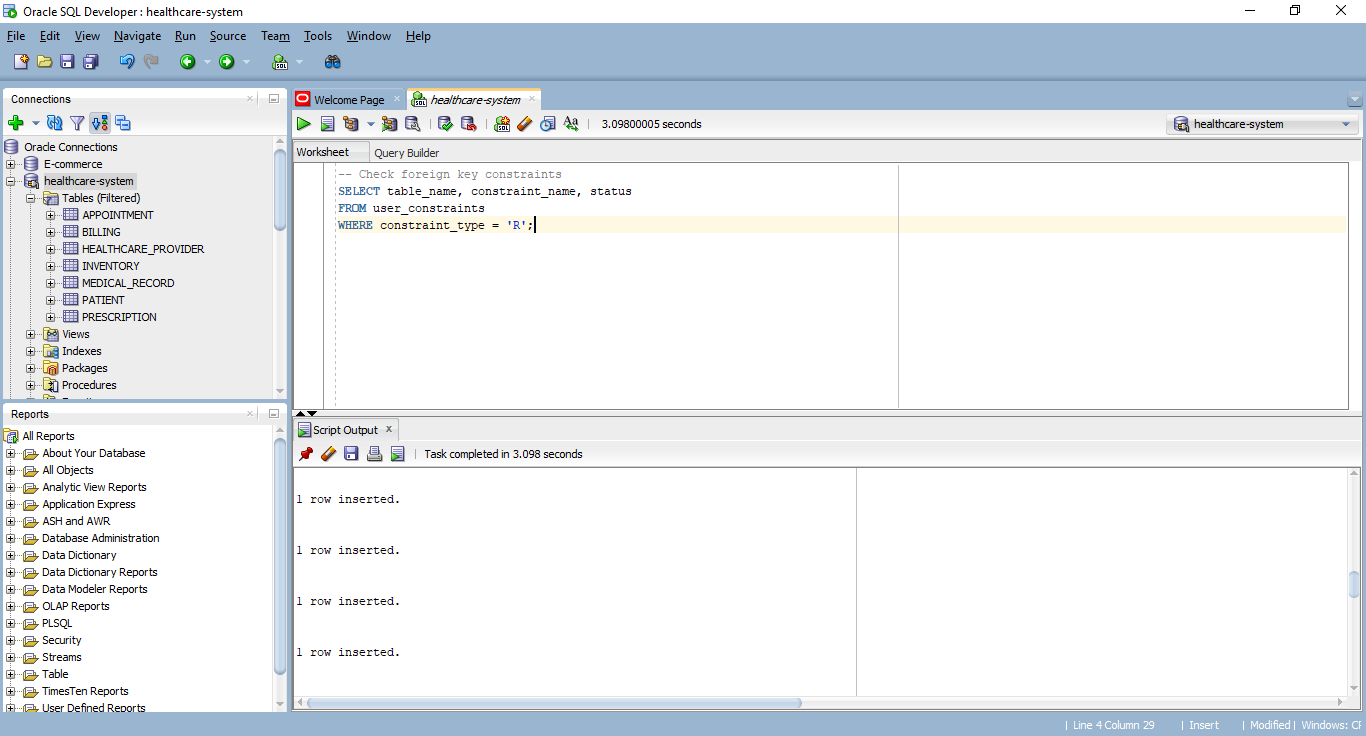 Oracle SQL Developer : healthcare-system
File Edit View Navigate Run Source Team Tools Window Help
Connections
Oracle Connections
E-commerce
healthcare-system
Tables (Filtered)
APPOINTMENT
BILLING
HEALTHCARE_PROVIDER
INVENTORY
MEDICAL_RECORD
PATIENT
PRESCRIPTION
Views
Indexes
Packages
Procedures
Reports
All Reports
About Your Database
All Objects
Analytic View Reports
Application Express
ASH and AWR
Database Administration
Data Dictionary
Data Dictionary Reports
Data Modeler Reports
OLAP Reports
PLSQL
Security
Streams
Table
TimesTen Reports
User Defined Reports
Welcome Page
healthcare-system
3.09800005 seconds
healthcare-system
Worksheet Query Builder
-- Check foreign key constraints
SELECT table_name, constraint_name, status
FROM user_constraints
WHERE constraint_type = 'R';
Script Output x
Task completed in 3.098 seconds
1 row inserted.
1 row inserted.
1 row inserted.
1 row inserted.
| Line 4 Column 29 | Insert | Modified | Windows: